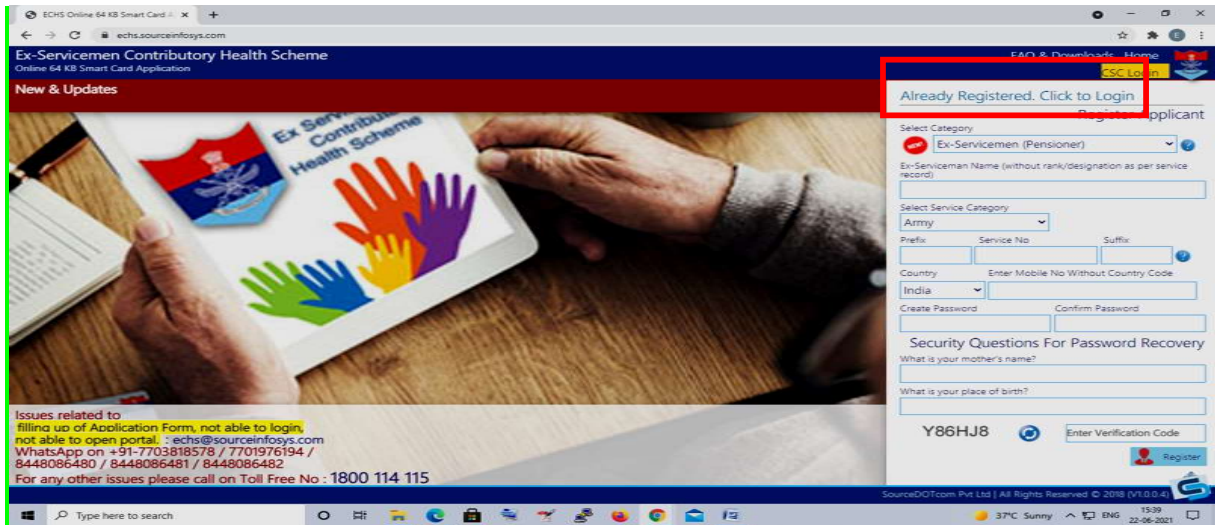 ECHS Online 64 KB Smart Card A
echs.sourceinfosys.com
Ex-Servicemen Contributory Health Scheme
Online 64 KB Smart Card Application
FAQ & Downloads Home
CSC Login
New & Updates
Already Registered. Click to Login
Register Applicant
Select Category
Ex-Servicemen (Pensioner)
Ex-Serviceman Name (without rank/designation as per service
record)
Select Service Category
Army
Prefix Service No Suffix
Country Enter Mobile No Without Country Code
India
Create Password Confirm Password
Security Questions For Password Recovery
What is your mother's name?
What is your place of birth?
Y86HJ8 Enter Verification Code
Register
Contributory
Health Scheme
Issues related to
filling up of Application Form, not able to login,
not able to open portal. : echs@sourceinfosys.com
WhatsApp on +91-7703818578 / 7701976194 /
8448086480 / 8448086481 / 8448086482
For any other issues please call on Toll Free No : 1800 114 115
SourceDOTcom Pvt Ltd | All Rights Reserved © 2018 (V1.0.0.4)
Type here to search
37°C Sunny ENG 15:39
22-06-2021